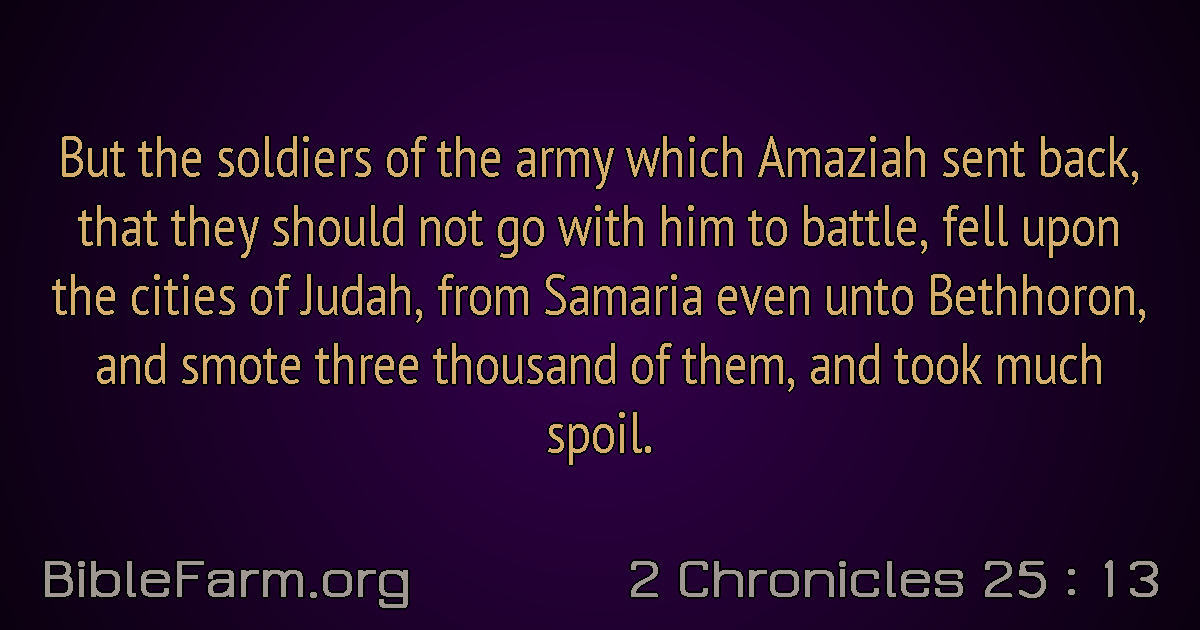 But the soldiers of the army which Amaziah sent back,
that they should not go with him to battle, fell upon
the cities of Judah, from Samaria even unto Bethhoron,
and smote three thousand of them, and took much
spoil.
BibleFarm.org
2 Chronicles 25 : 13